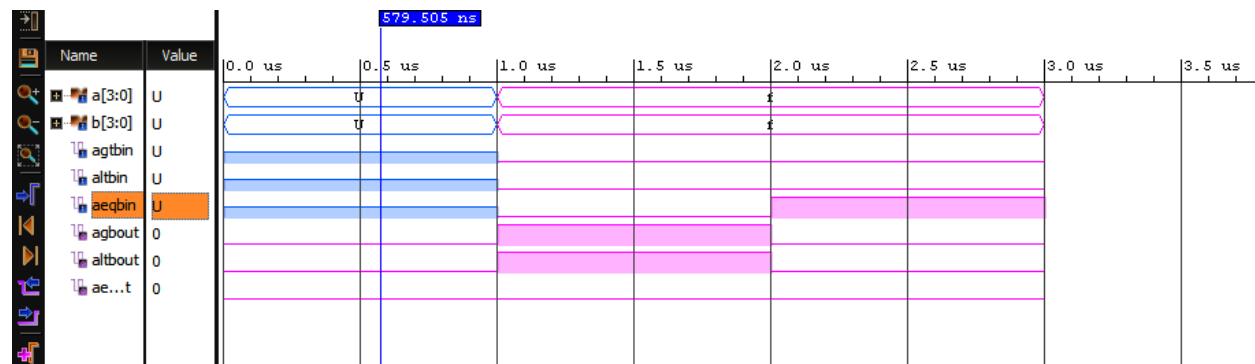 579.505 ns
Name Value
0.0 us 0.5 us 1.0 us 1.5 us 2.0 us 2.5 us 3.0 us 3.5 us
a[3:0] U U f
b[3:0] U U f
agtbin U
altbin U
aeqbin U
agbout 0
altbout 0
ae...t 0